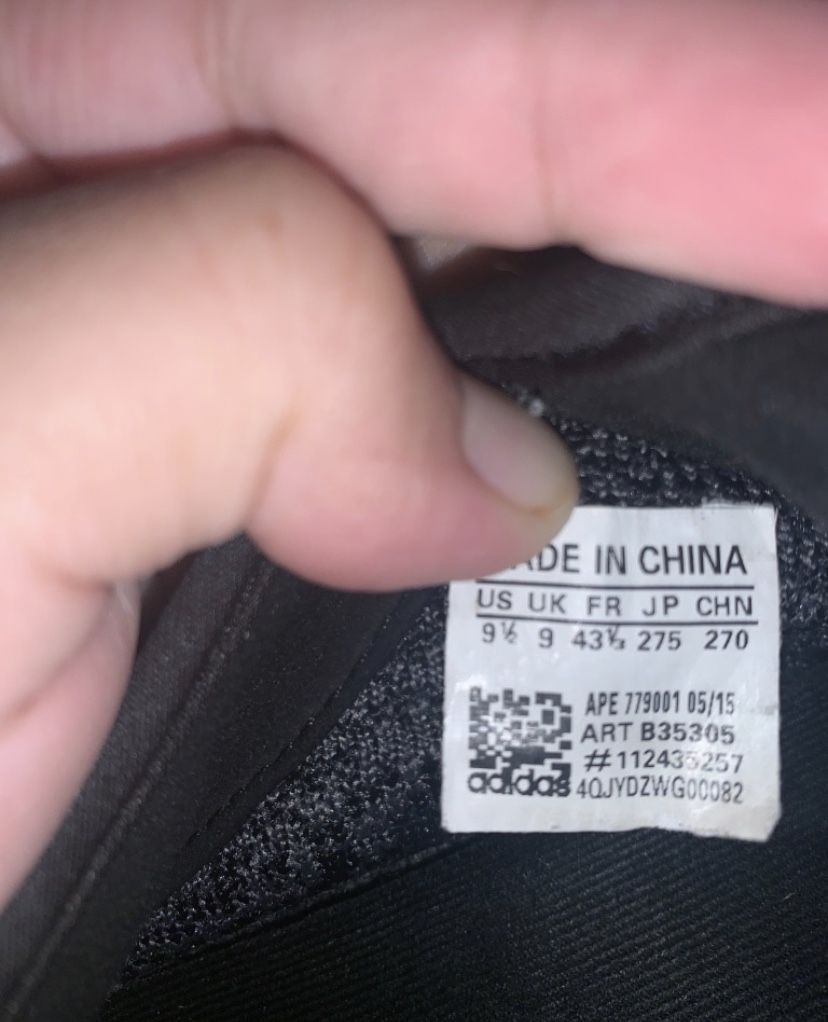 ADE IN CHINA
US UK FR JP CHN
9½ 9 43⅓ 275 270
APE 779001 05/15
ART B35305
#112435257
adidas 4QJYDZWG00082